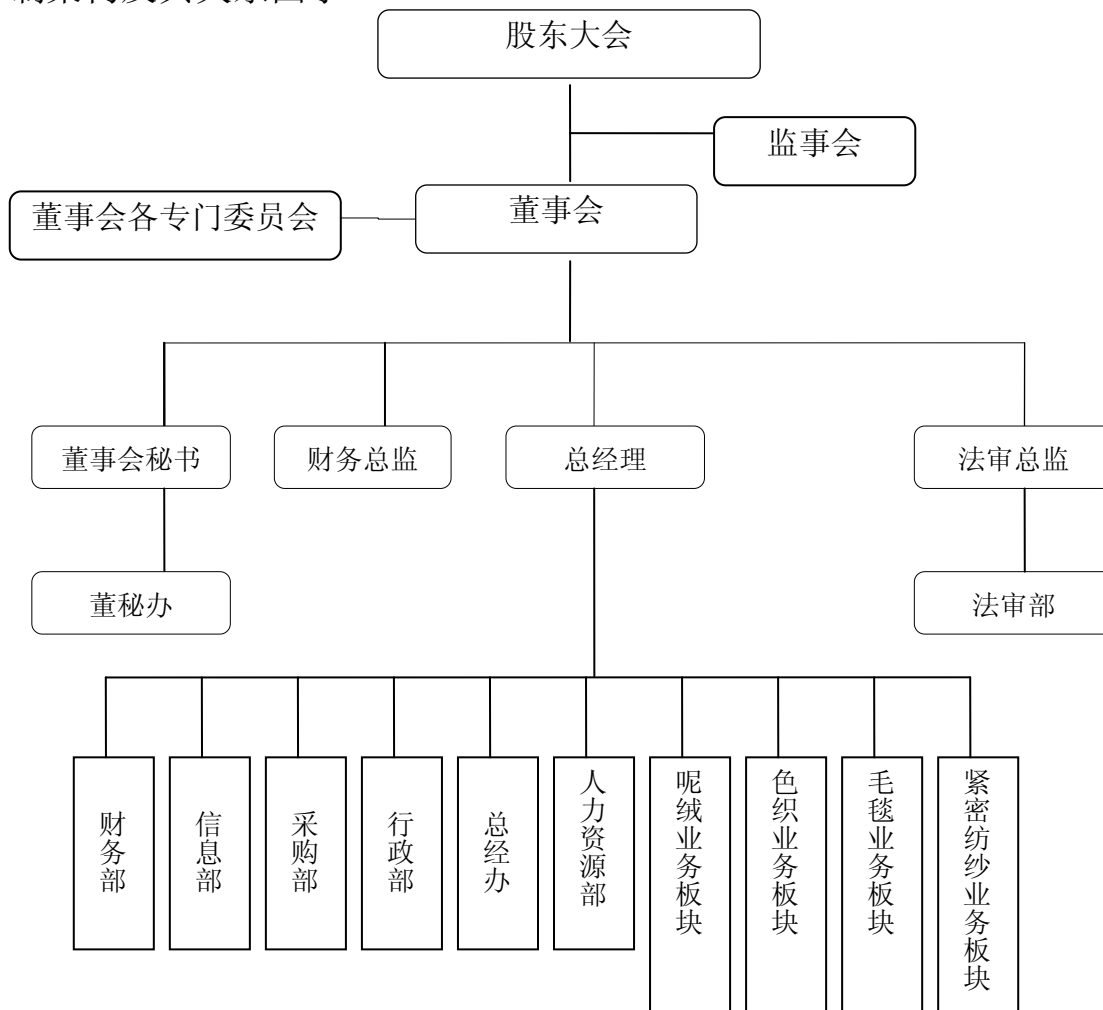 股东大会
监事会
董事会各专门委员会
董事会
董事会秘书
财务总监
总经理
法审总监
董秘办
法审部
财务部
信息部
采购部
行政部
总经办
人力资源部
呢绒业务板块
色织业务板块
毛毯业务板块
紧密纺纱业务板块